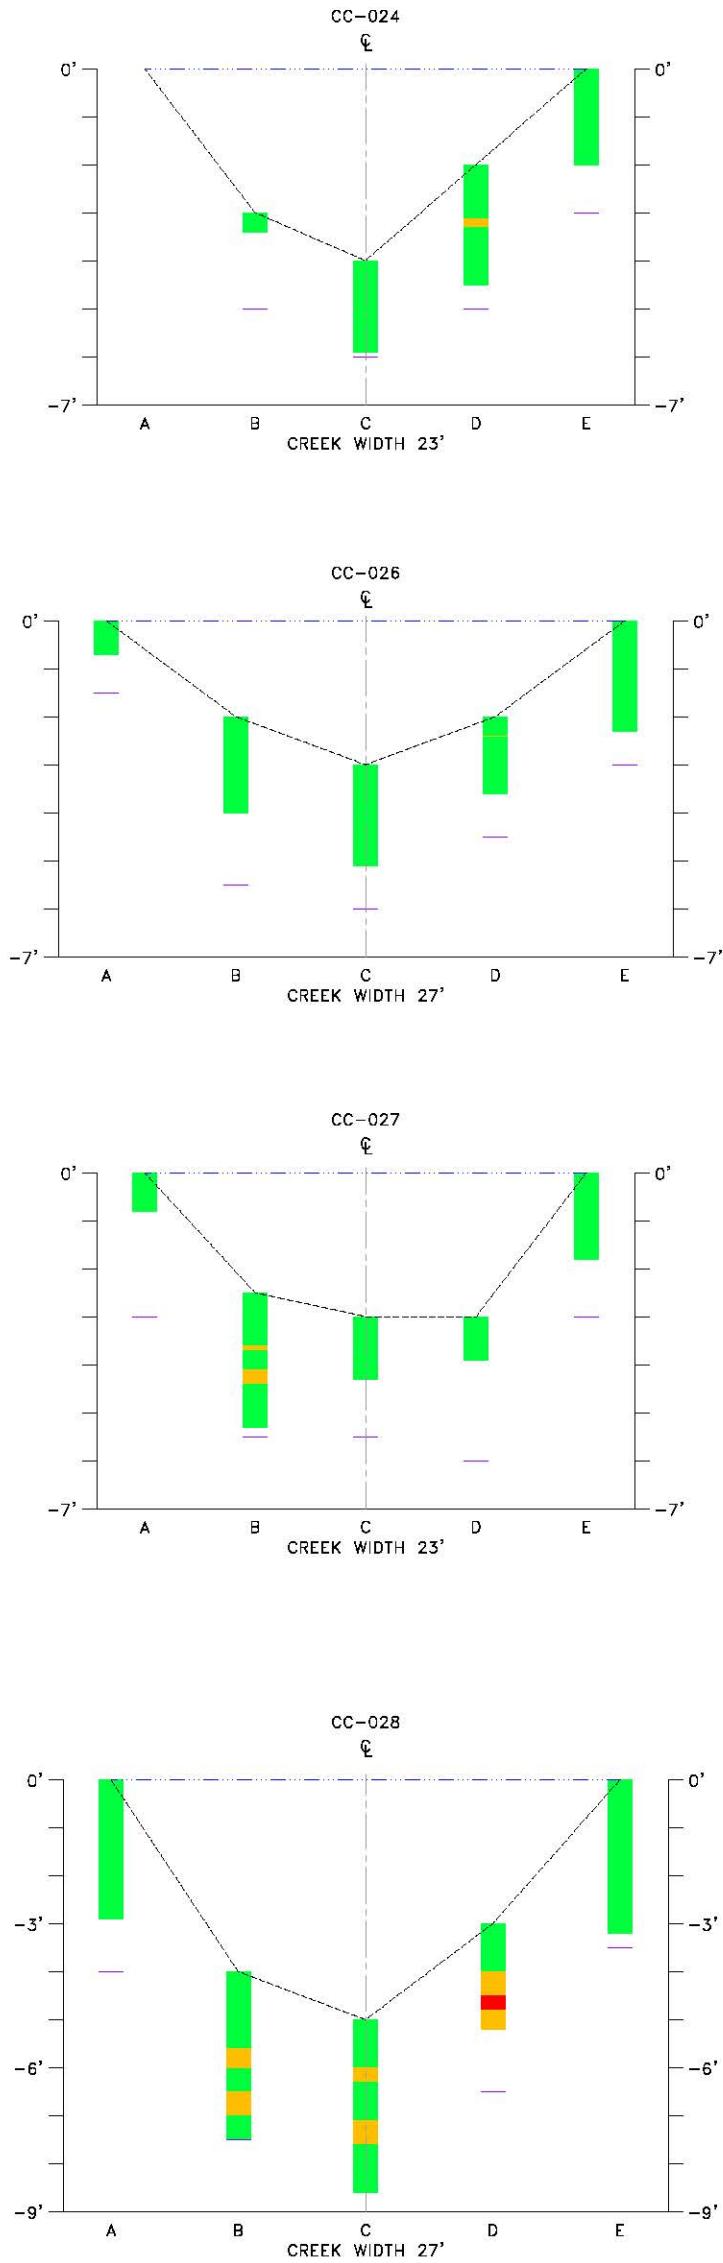 CC-024
℄
0' 0'
-7' -7'
A B C D E
CREEK WIDTH 23'
CC-026
℄
0' 0'
-7' -7'
A B C D E
CREEK WIDTH 27'
CC-027
℄
0' 0'
-7' -7'
A B C D E
CREEK WIDTH 23'
CC-028
℄
0' 0'
-3' -3'
-6' -6'
-9' -9'
A B C D E
CREEK WIDTH 27'